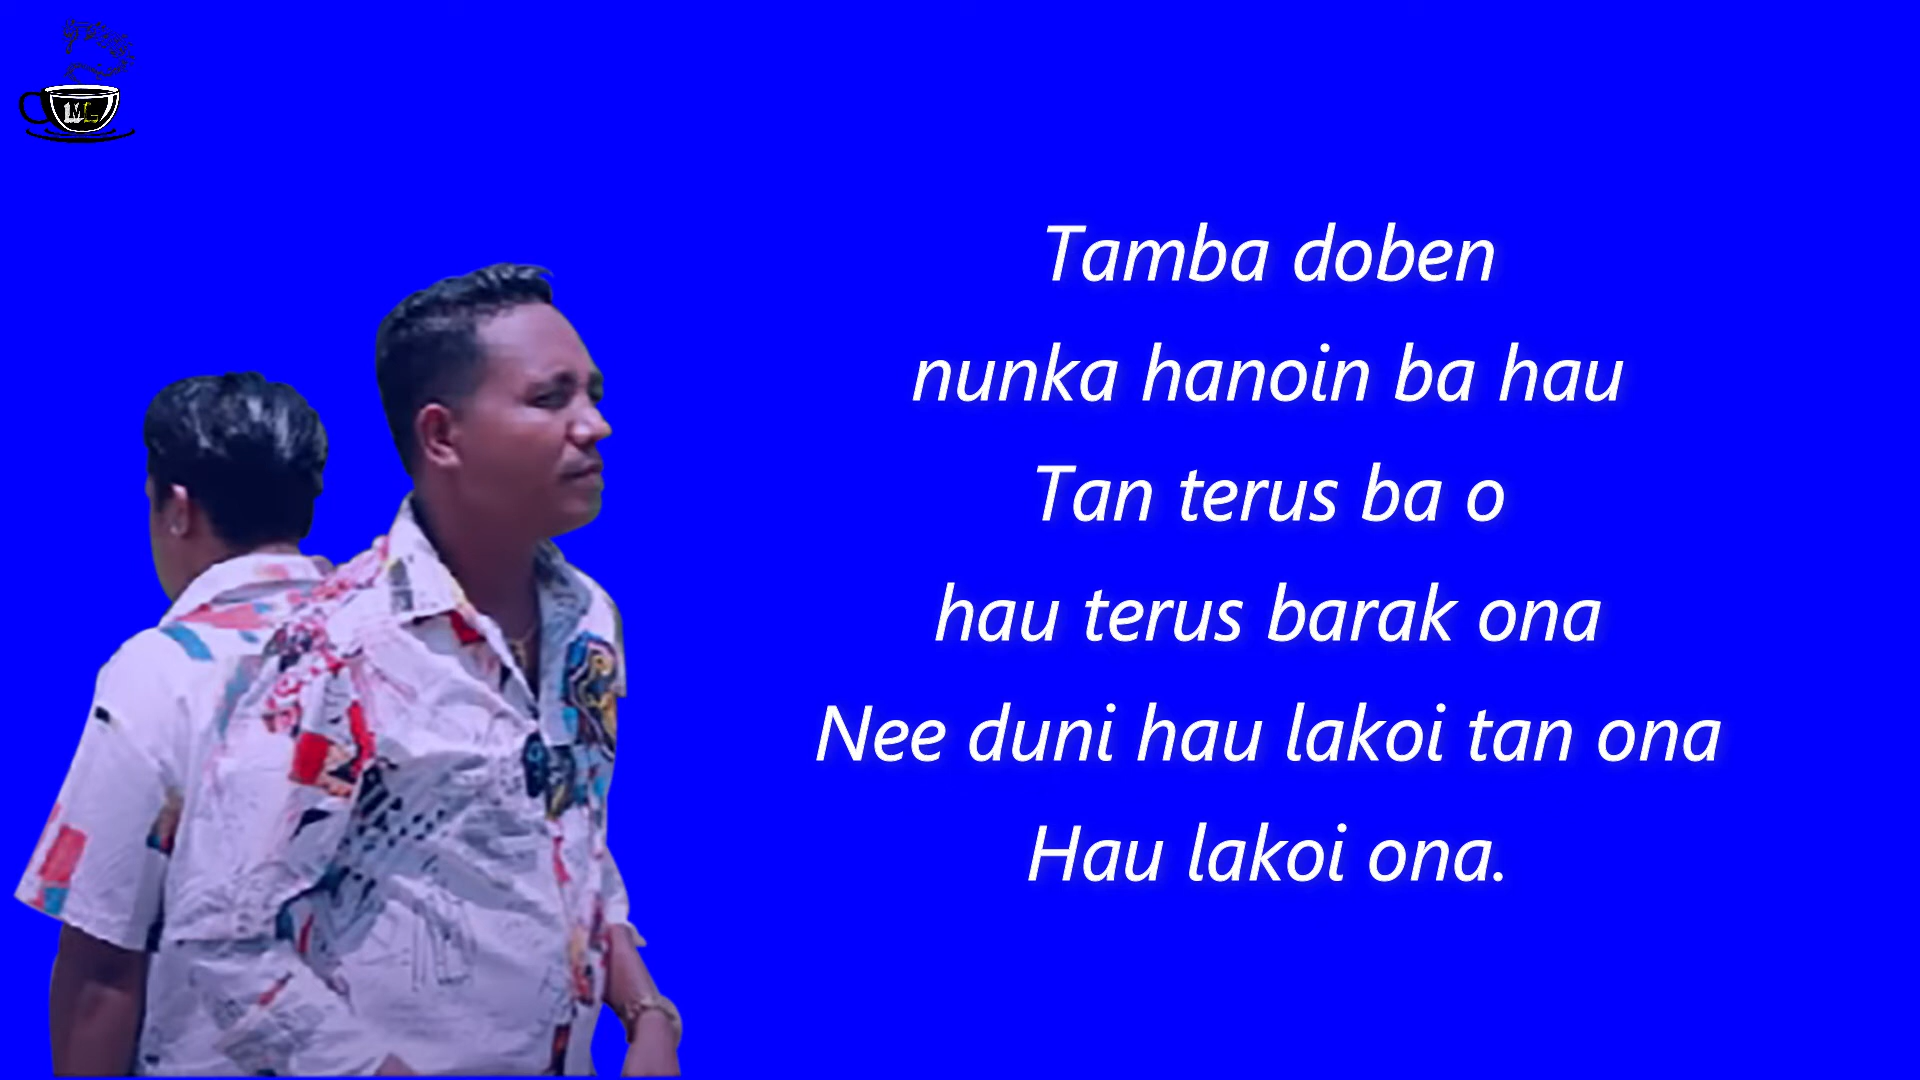 ML
Tamba doben
nunka hanoin ba hau
Tan terus ba o
hau terus barak ona
Nee duni hau lakoi tan ona
Hau lakoi ona.